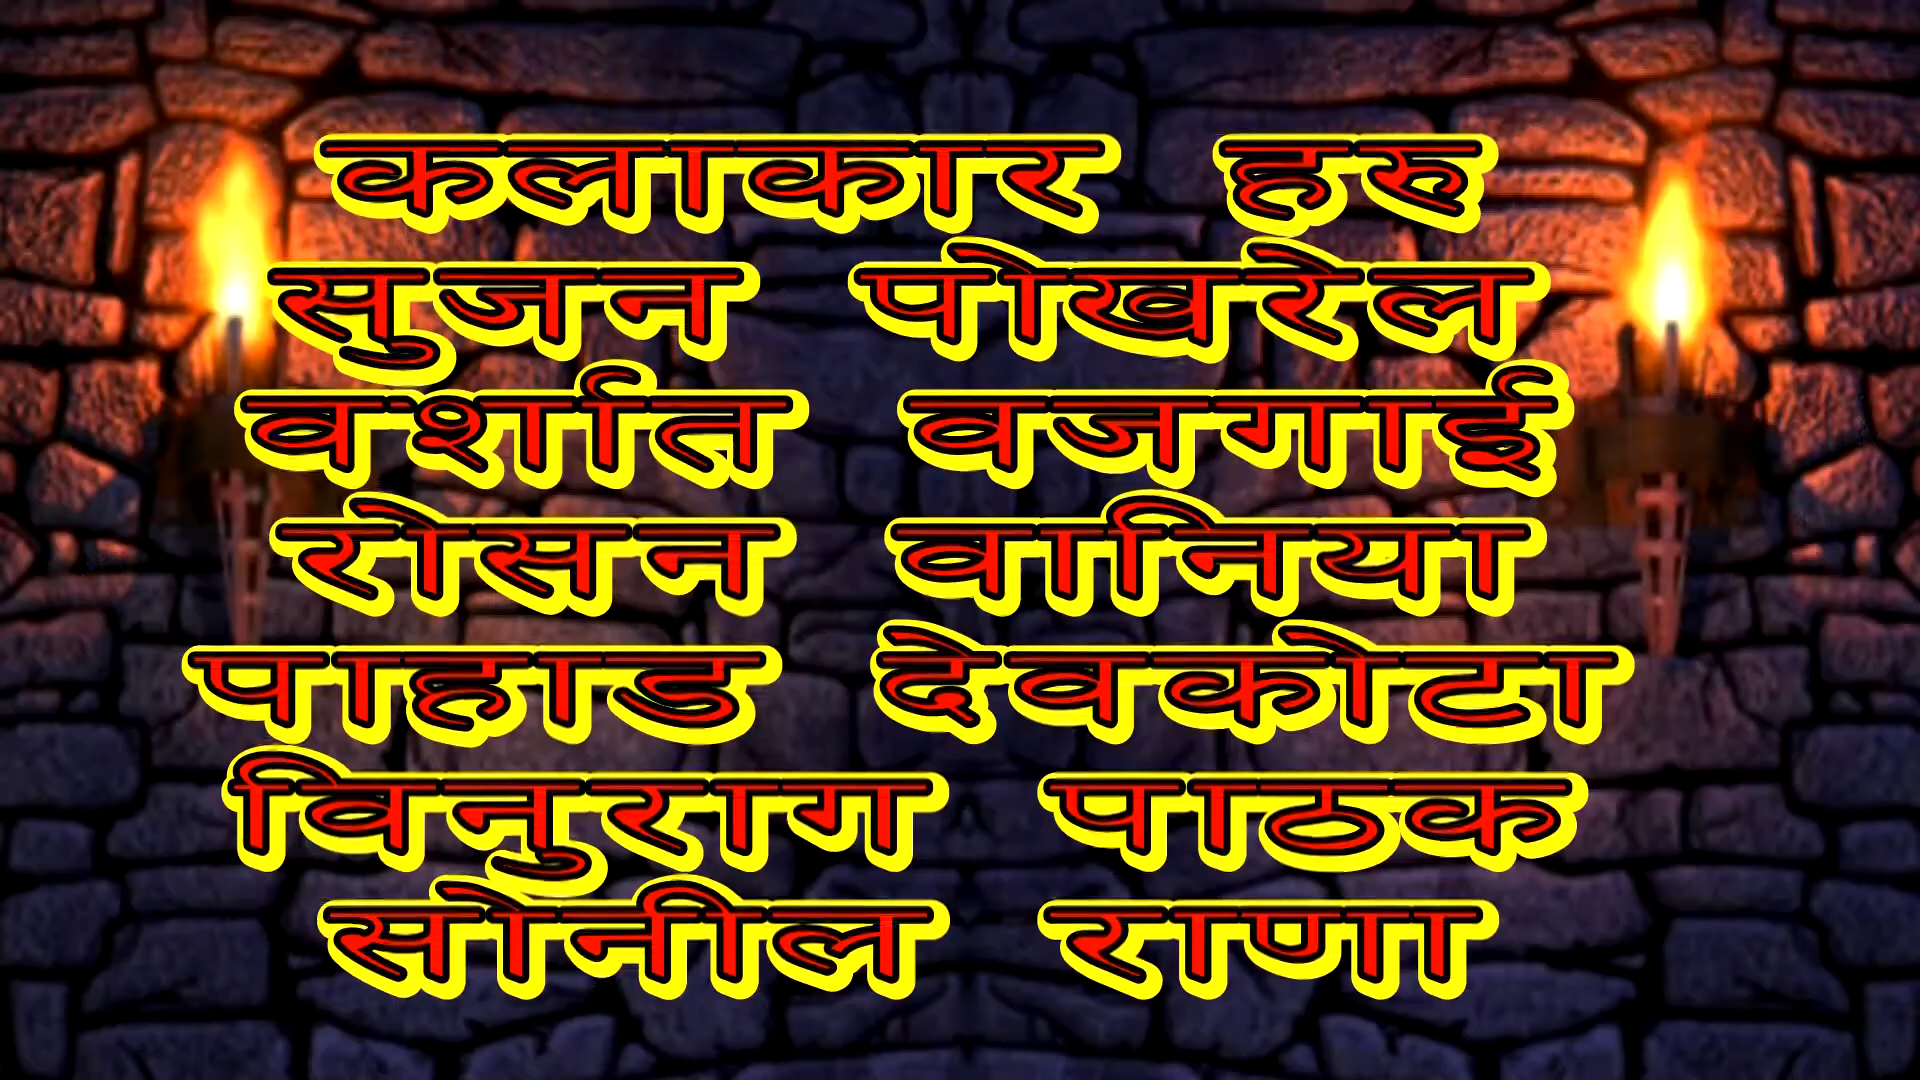 कलाकार हरु
सुजन पोखरेल
वर्शात वजगाई
रोसन वानिया
पाहाड देवकोटा
विनुराग पाठक
सोनील राणा